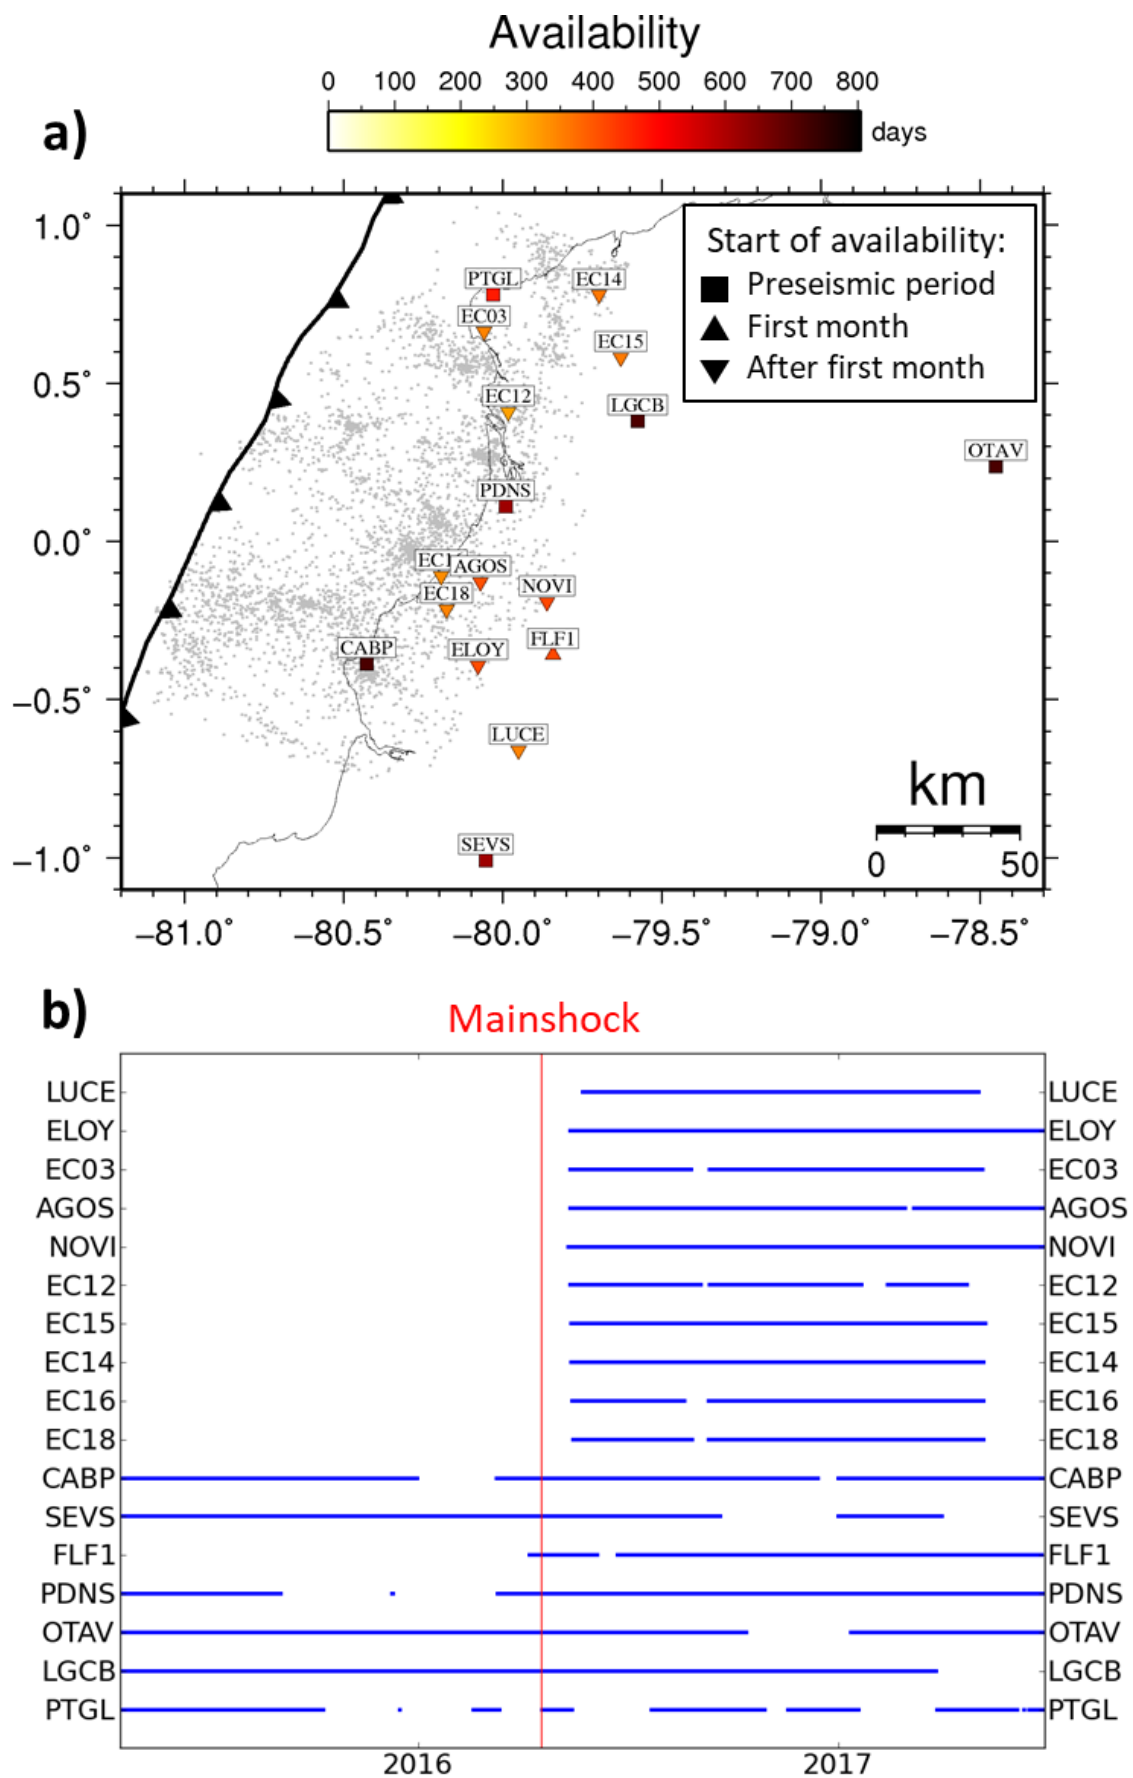 Availability
0 100 200 300 400 500 600 700 800
days
a)
1.0°
0.5°
0.0°
−0.5°
−1.0°
Start of availability:
Preseismic period
First month
After first month
PTGL
EC14
EC03
EC15
EC12
LGCB
OTAV
PDNS
EC1
AGOS
EC18
NOVI
FLF1
CABP
ELOY
LUCE
SEVS
km
0 50
−81.0° −80.5° −80.0° −79.5° −79.0° −78.5°
b)
Mainshock
LUCE LUCE
ELOY ELOY
EC03 EC03
AGOS AGOS
NOVI NOVI
EC12 EC12
EC15 EC15
EC14 EC14
EC16 EC16
EC18 EC18
CABP CABP
SEVS SEVS
FLF1 FLF1
PDNS PDNS
OTAV OTAV
LGCB LGCB
PTGL PTGL
2016 2017